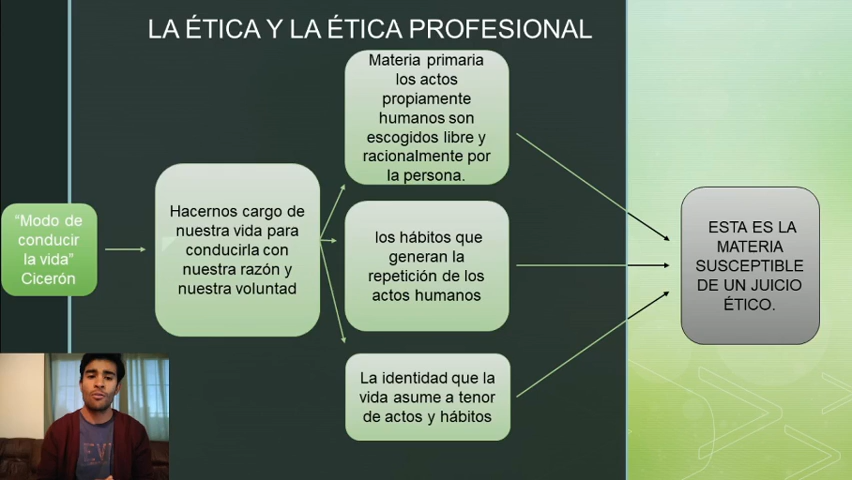 LA ÉTICA Y LA ÉTICA PROFESIONAL
"Modo de
conducir
la vida"
Cicerón
Hacernos cargo de
nuestra vida para
conducirla con
nuestra razón y
nuestra voluntad
Materia primaria
los actos
propiamente
humanos son
escogidos libre y
racionalmente por
la persona.
los hábitos que
generan la
repetición de los
actos humanos
La identidad que la
vida asume a tenor
de actos y hábitos
ESTA ES LA
MATERIA
SUSCEPTIBLE
DE UN JUICIO
ÉTICO.